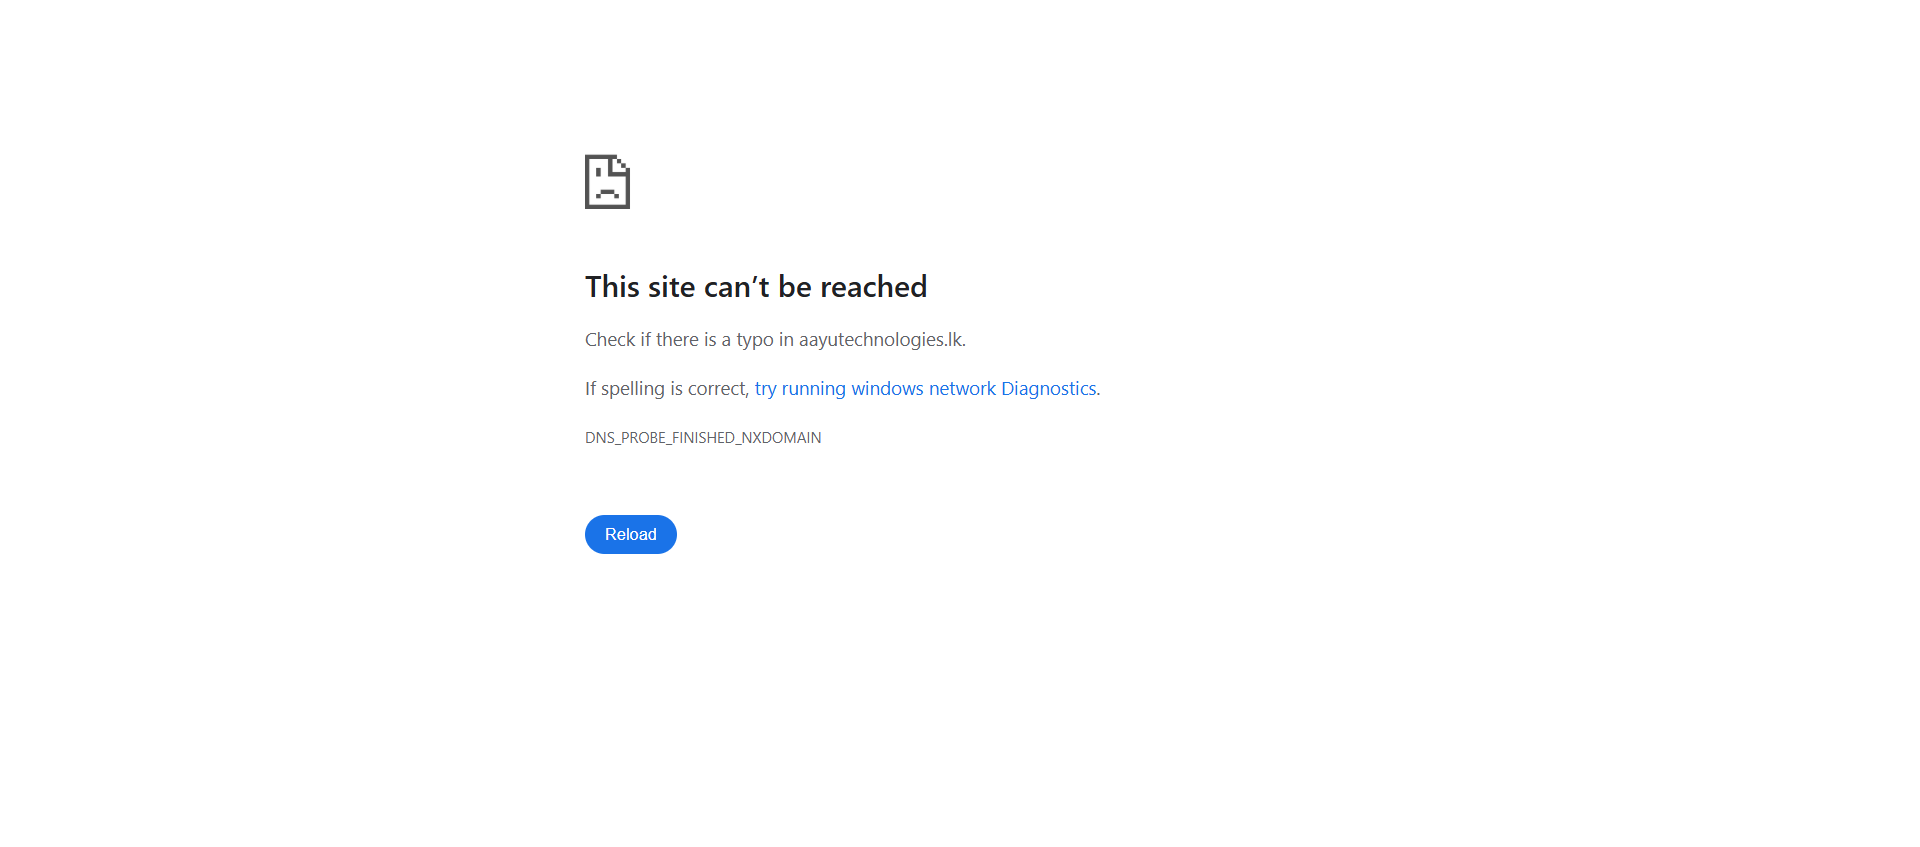 This site can’t be reached
Check if there is a typo in aayutechnologies.lk.
If spelling is correct, try running windows network Diagnostics.
DNS_PROBE_FINISHED_NXDOMAIN
Reload